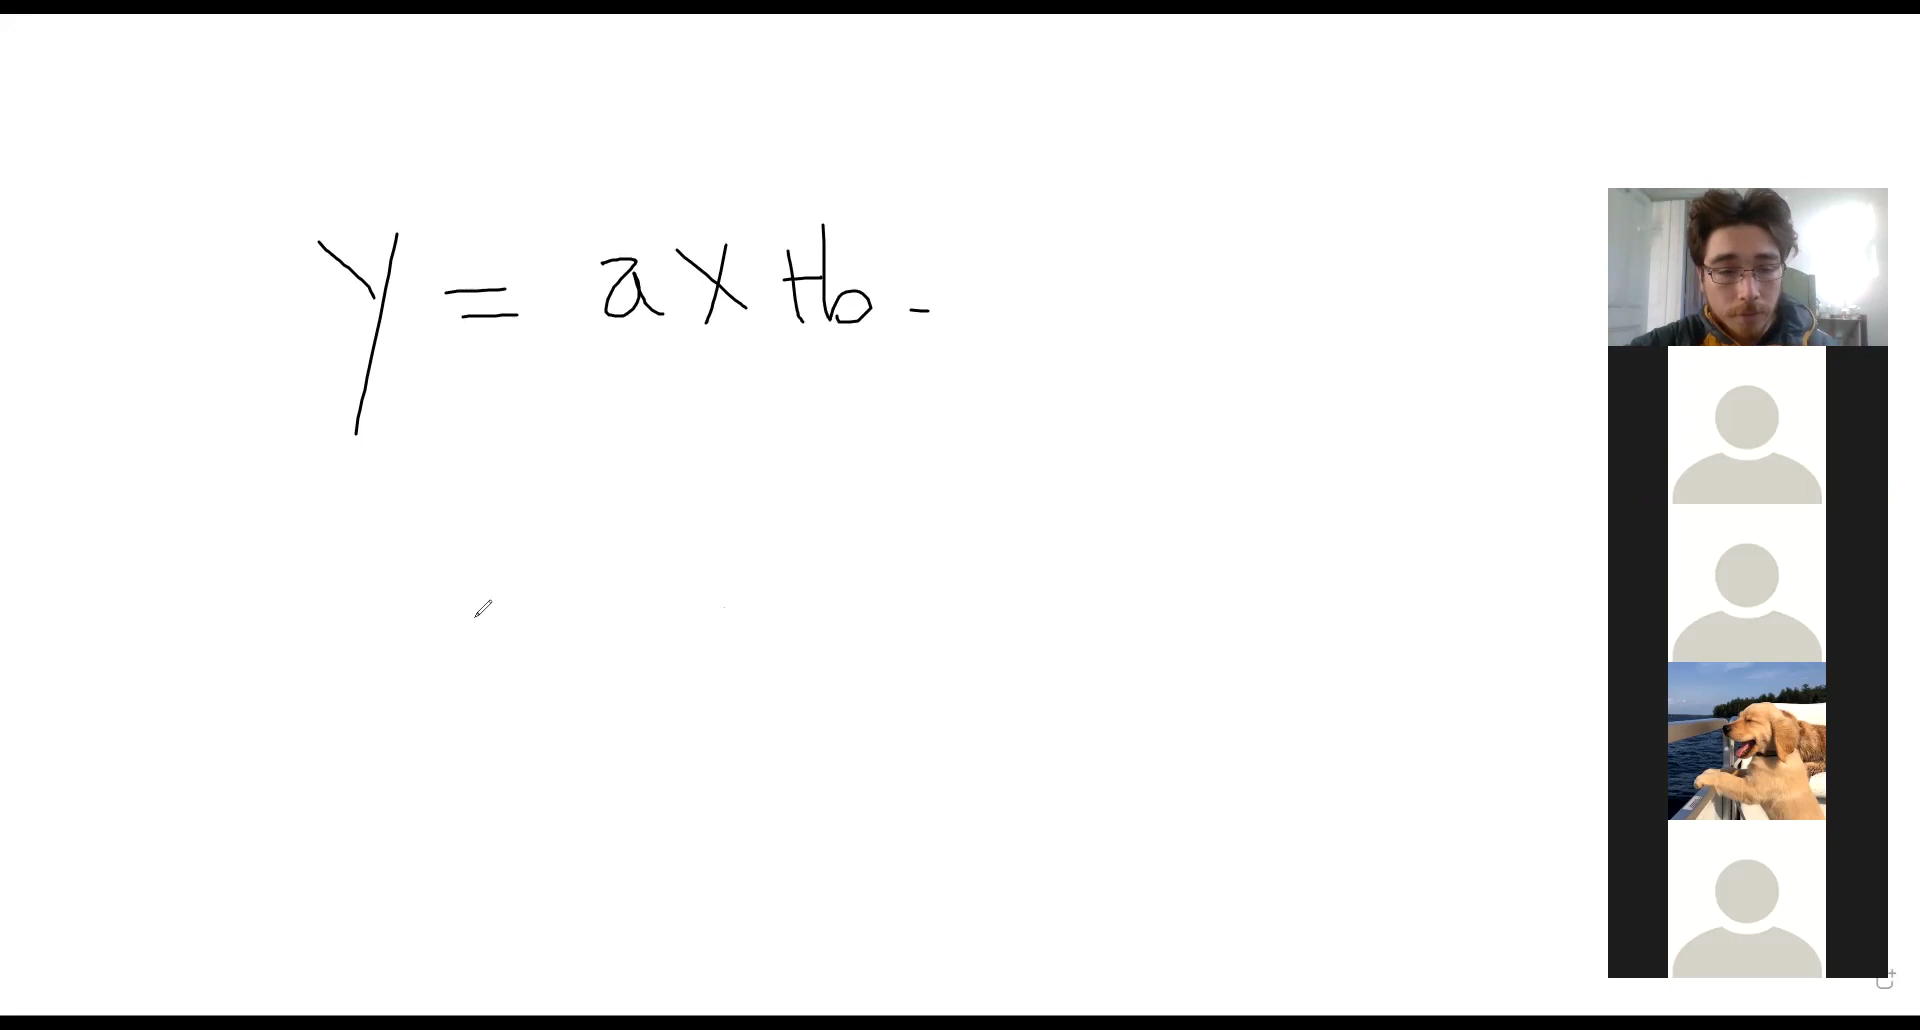 y = ax+b-